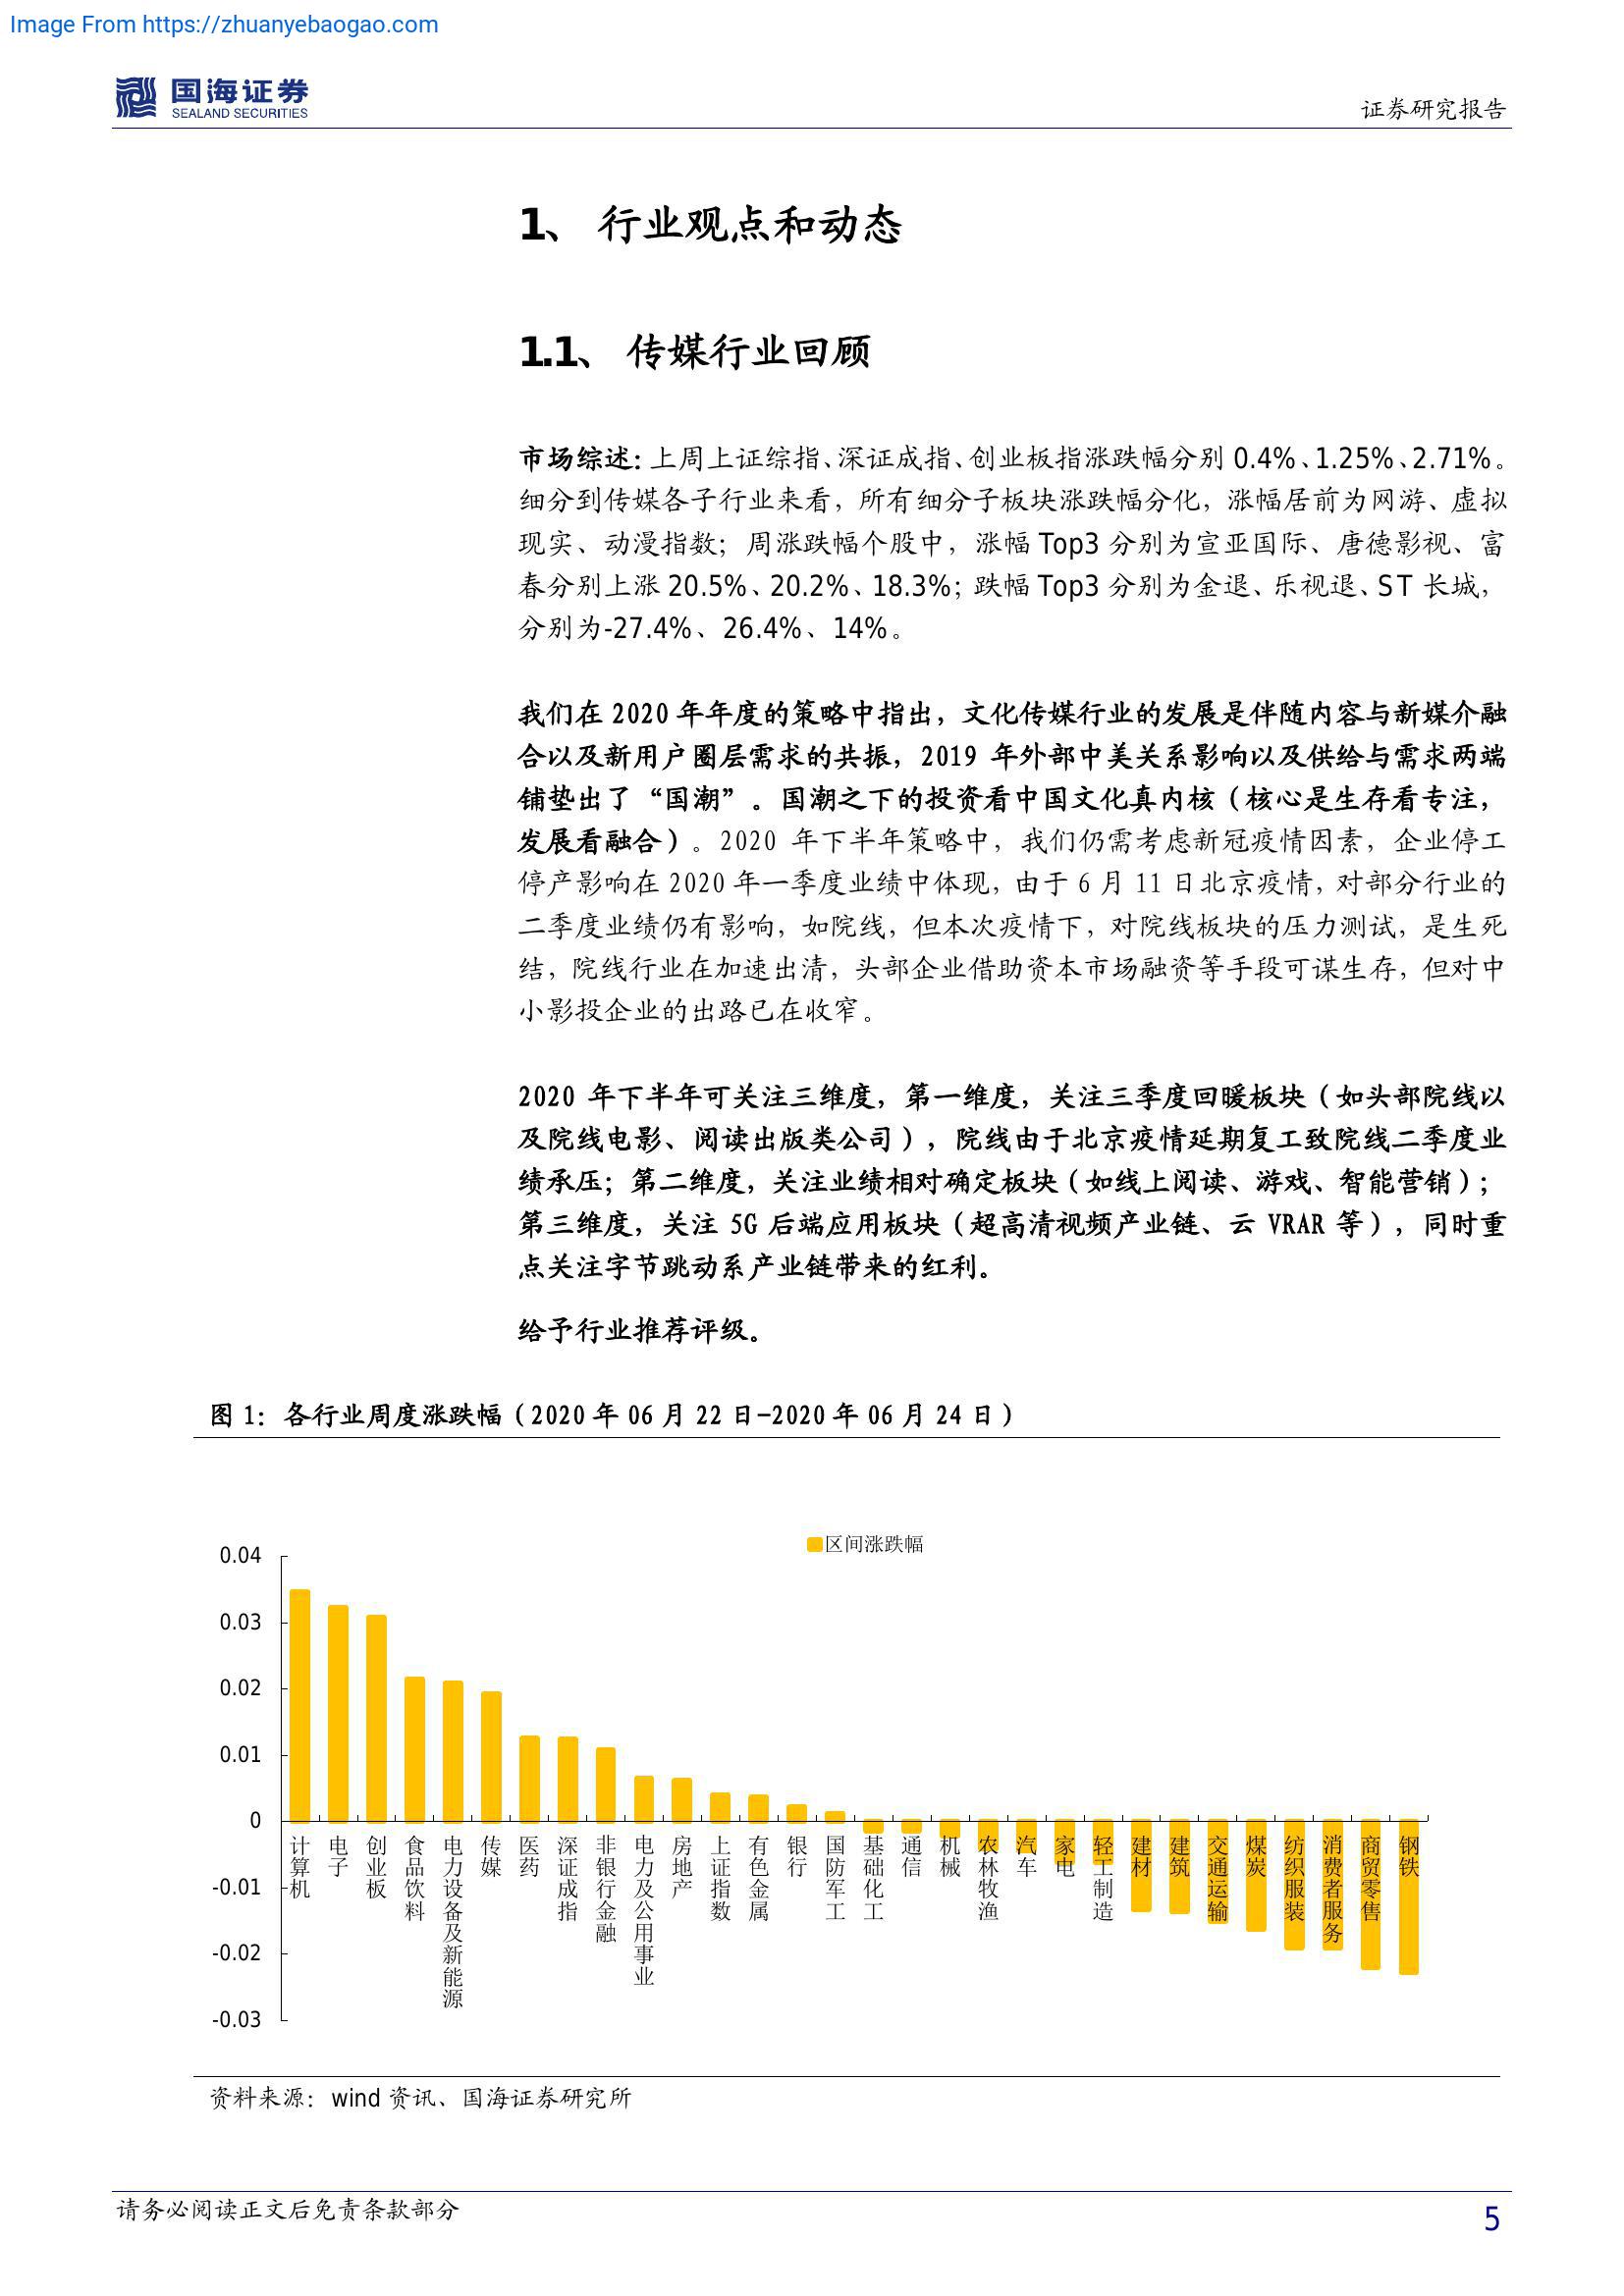 Image From https://zhuanyebaogao.com
国海证券
SEALAND SECURITIES
证券研究报告
1、 行业观点和动态
1.1、 传媒行业回顾
市场综述：上周上证综指、深证成指、创业板指涨跌幅分别 0.4%、1.25%、2.71%。
细分到传媒各子行业来看，所有细分子板块涨跌幅分化，涨幅居前为网游、虚拟
现实、动漫指数；周涨跌幅个股中，涨幅 Top3 分别为宣亚国际、唐德影视、富
春分别上涨 20.5%、20.2%、18.3%；跌幅 Top3 分别为金退、乐视退、ST 长城，
分别为-27.4%、26.4%、14%。
我们在 2020 年年度的策略中指出，文化传媒行业的发展是伴随内容与新媒介融
合以及新用户圈层需求的共振，2019 年外部中美关系影响以及供给与需求两端
铺垫出了“国潮”。国潮之下的投资看中国文化真内核（核心是生存看专注，
发展看融合）。2020 年下半年策略中，我们仍需考虑新冠疫情因素，企业停工
停产影响在 2020 年一季度业绩中体现，由于 6 月 11 日北京疫情，对部分行业的
二季度业绩仍有影响，如院线，但本次疫情下，对院线板块的压力测试，是生死
结，院线行业在加速出清，头部企业借助资本市场融资等手段可谋生存，但对中
小影投企业的出路已在收窄。
2020 年下半年可关注三维度，第一维度，关注三季度回暖板块（如头部院线以
及院线电影、阅读出版类公司），院线由于北京疫情延期复工致院线二季度业
绩承压；第二维度，关注业绩相对确定板块（如线上阅读、游戏、智能营销）；
第三维度，关注 5G 后端应用板块（超高清视频产业链、云 VRAR 等），同时重
点关注字节跳动系产业链带来的红利。
给予行业推荐评级。
图 1：各行业周度涨跌幅（2020 年 06 月 22 日-2020 年 06 月 24 日）
区间涨跌幅
0.04
0.03
0.02
0.01
0
-0.01
-0.02
-0.03
计算机
电子
创业板
食品饮料
电力设备及新能源
传媒
医药
深证成指
非银行金融
电力及公用事业
房地产
上证指数
有色金属
银行
国防军工
基础化工
通信
机械
农林牧渔
汽车
家电
轻工制造
建材
建筑
交通运输
煤炭
纺织服装
消费者服务
商贸零售
钢铁
资料来源：wind 资讯、国海证券研究所
请务必阅读正文后免责条款部分
5